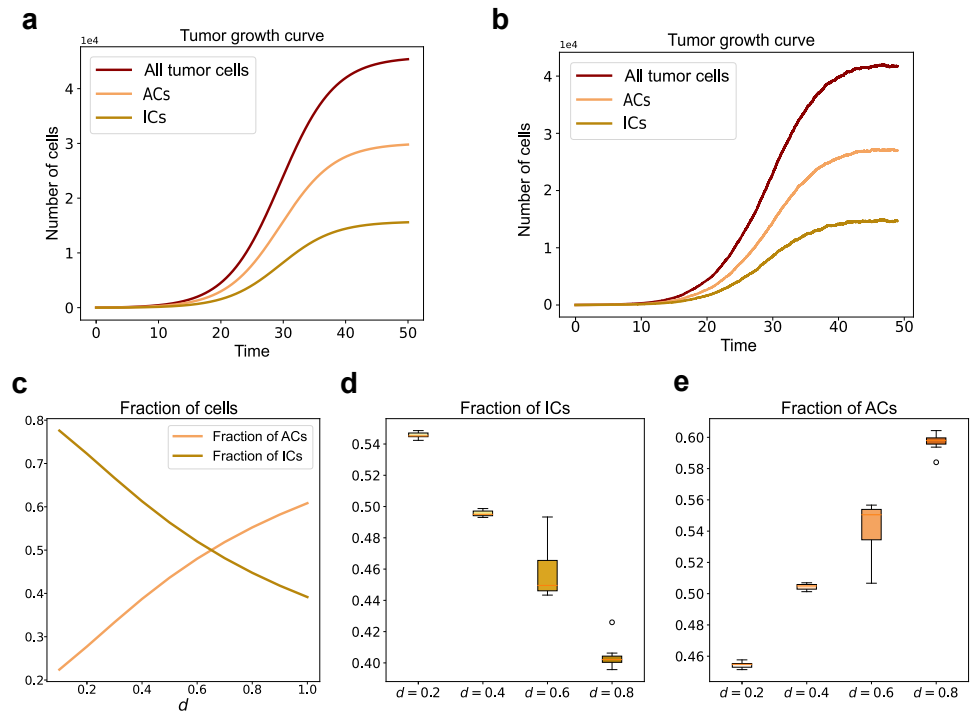 a
1e4
Tumor growth curve
All tumor cells
ACs
ICs
Number of cells
4
3
2
1
0
0 10 20 30 40 50
Time
b
1e4
Tumor growth curve
All tumor cells
ACs
ICs
Number of cells
4
3
2
1
0
0 10 20 30 40 50
Time
c
Fraction of cells
Fraction of ACs
Fraction of ICs
0.8
0.7
0.6
0.5
0.4
0.3
0.2
0.2 0.4 0.6 0.8 1.0
d
d
Fraction of ICs
0.54
0.52
0.50
0.48
0.46
0.44
0.42
0.40
d = 0.2 d = 0.4 d = 0.6 d = 0.8
e
Fraction of ACs
0.60
0.58
0.56
0.54
0.52
0.50
0.48
0.46
d = 0.2 d = 0.4 d = 0.6 d = 0.8